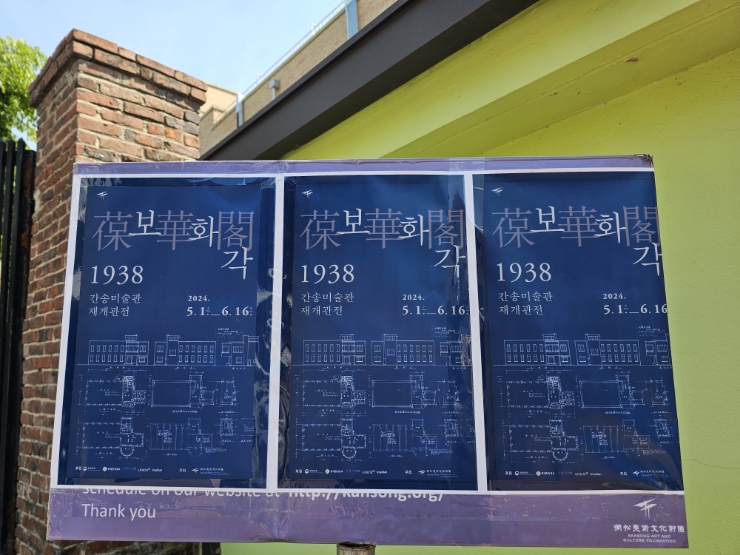 葆보華화閣각
1938
간송미술관
재개관전
2024.
5. 1. — 6. 16.
葆보華화閣각
1938
간송미술관
재개관전
2024.
5. 1. — 6. 16.
葆보華화閣각
1938
간송미술관
재개관전
2024.
5. 1. — 6. 16
schedule on our website at http://kansong.org/
Thank you
澗松美術文化財團
KANSONG ART AND
CULTURE FOUNDATION